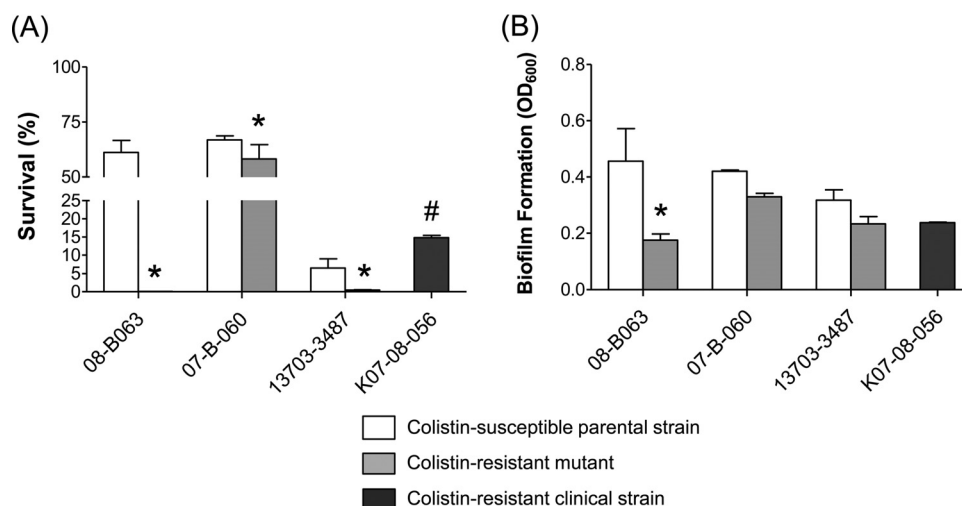 (A)
Survival (%)
100
75
50
25
20
15
10
5
0
*
*
*
#
08-B063
07-B-060
13703-3487
K07-08-056
(B)
Biofilm Formation (OD600)
0.8
0.6
0.4
0.2
0.0
*
08-B063
07-B-060
13703-3487
K07-08-056
Colistin-susceptible parental strain
Colistin-resistant mutant
Colistin-resistant clinical strain